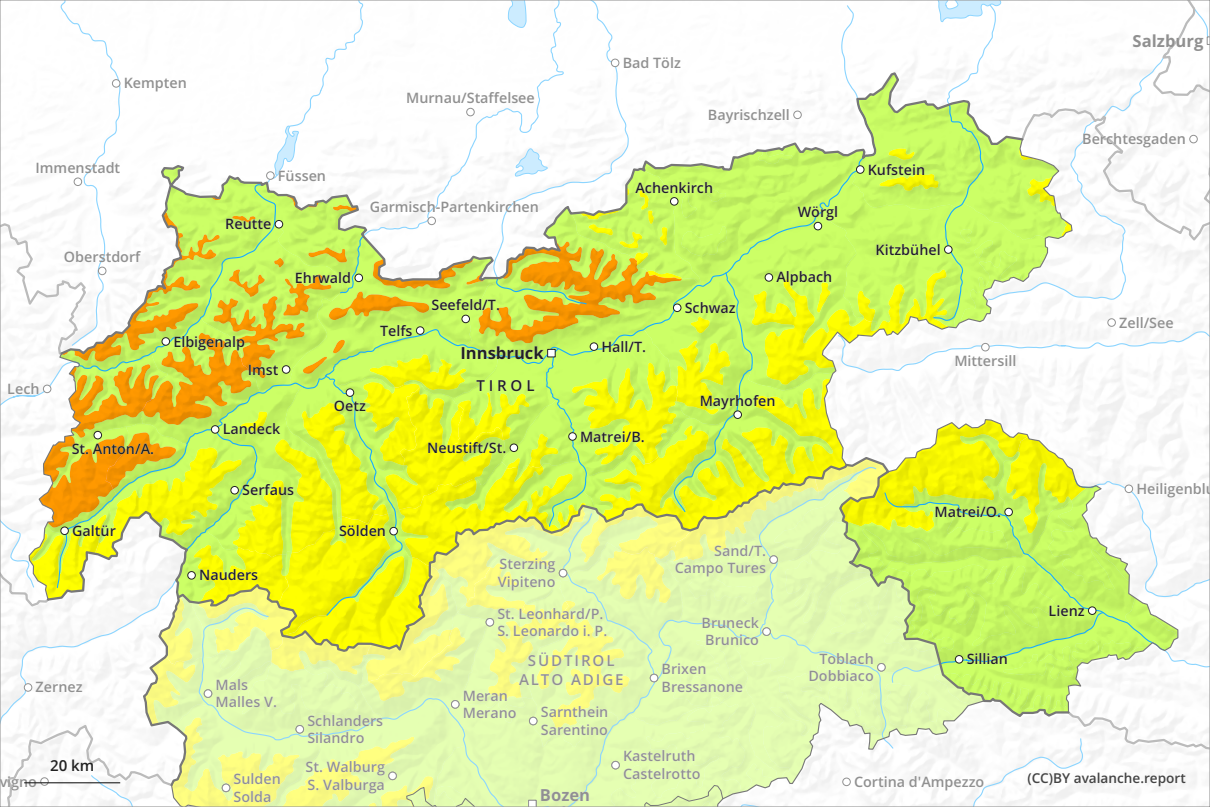 Salzburg
Bad Tölz
Kempten
Murnau/Staffelsee
Bayrischzell
Berchtesgaden
Immenstadt
Füssen
Kufstein
Achenkirch
Garmisch-Partenkirchen
Wörgl
Reutte
Oberstdorf
Kitzbühel
Ehrwald
Alpbach
Seefeld/T.
Schwaz
Telfs
Zell/See
Elbigenalp
Innsbruck
Hall/T.
Mittersill
Imst
TIROL
Lech
Oetz
Mayrhofen
Landeck
Matrei/B.
St. Anton/A.
Neustift/St.
Serfaus
Heiligenblu
Matrei/O.
Galtür
Sölden
Sand/T.
Campo Tures
Sterzing
Vipiteno
Nauders
St. Leonhard/P.
S. Leonardo i. P.
Bruneck
Brunico
Lienz
SÜDTIROL
ALTO ADIGE
Toblach
Dobbiaco
Sillian
Brixen
Bressanone
Zernez
Mals
Malles V.
Meran
Merano
Sarnthein
Sarentino
Schlanders
Silandro
Kastelruth
Castelrotto
20 km
St. Walburg
S. Valburga
Sulden
Solda
vigno
Cortina d'Ampezzo
(CC)BY avalanche.report
Bozen